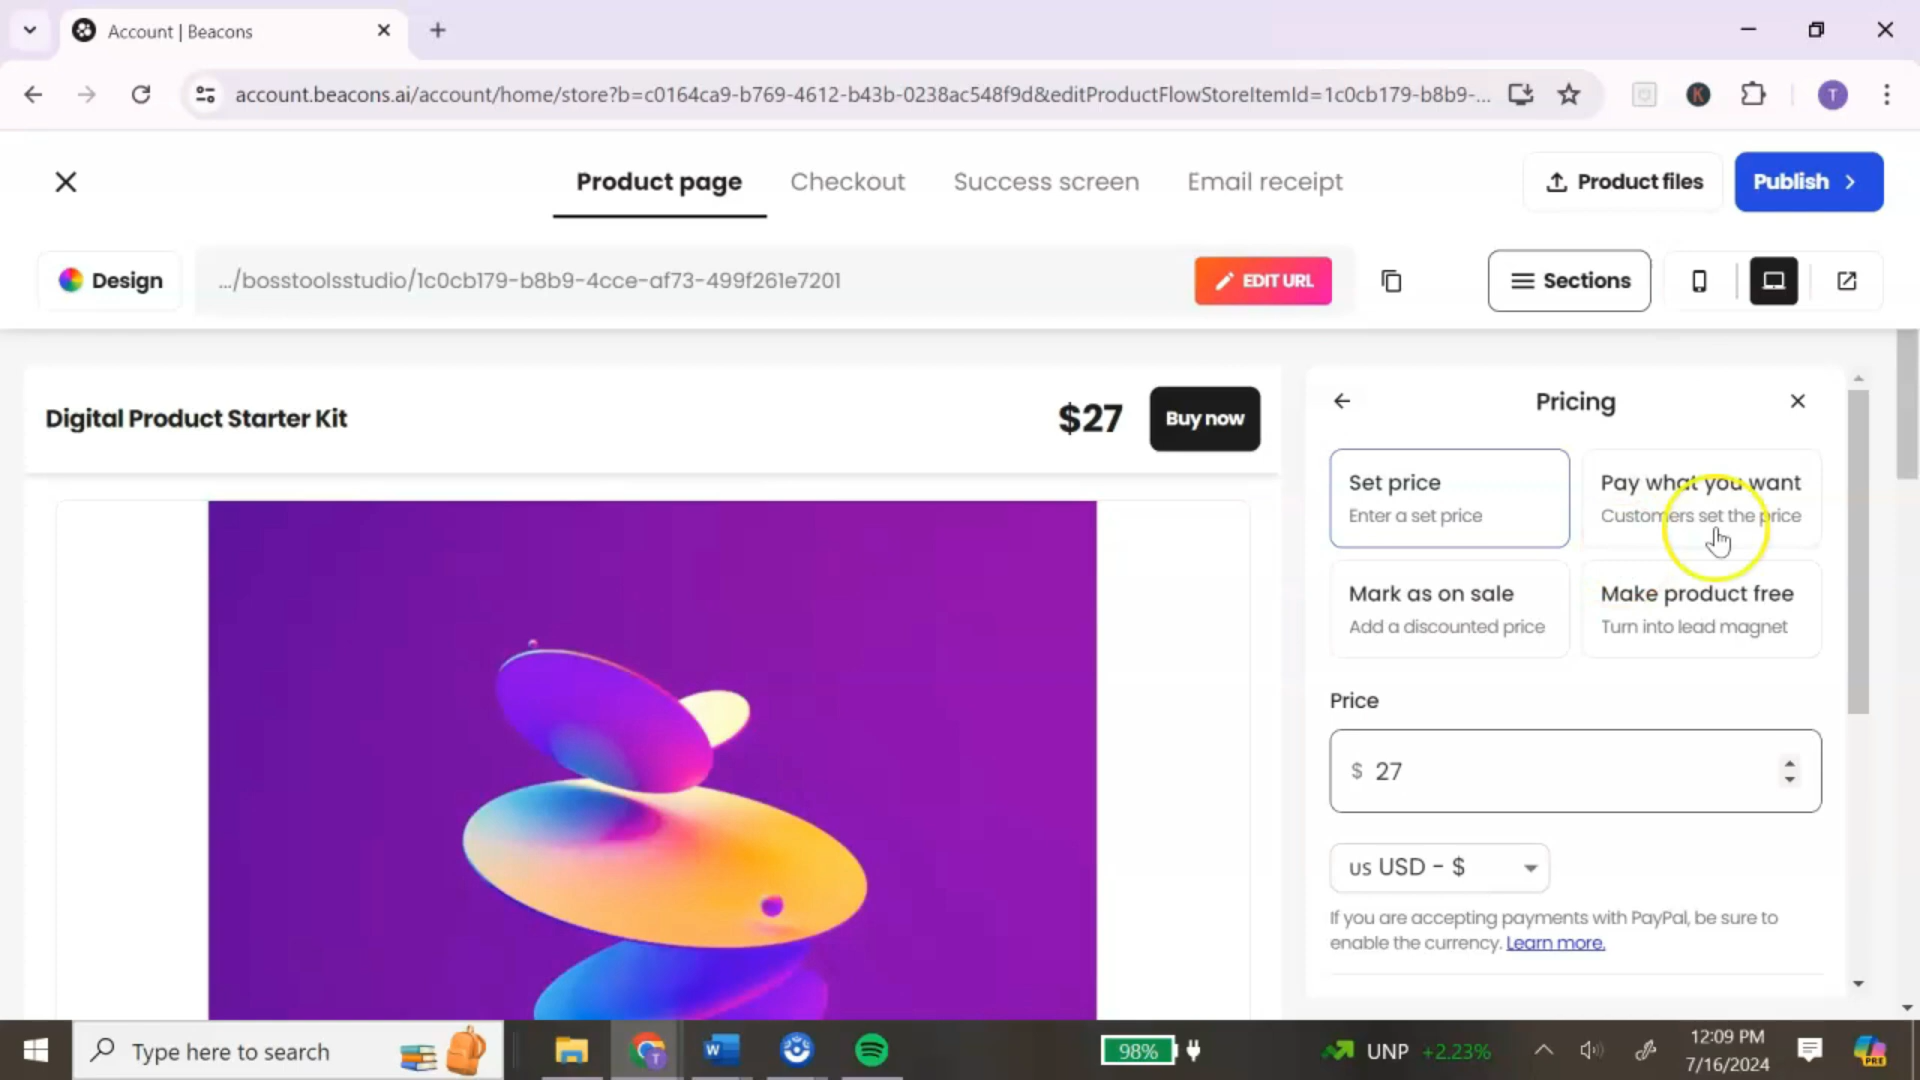 Account | Beacons
account.beacons.ai/account/home/store?b=c0164ca9-b769-4612-b43b-0238ac548f9d&editProductFlowStoreItemId=1c0cb179-b8b9-...
K
T
Product page
Checkout
Success screen
Email receipt
Product files
Publish
Design
.../bosstoolsstudio/1c0cb179-b8b9-4cce-af73-499f261e7201
EDIT URL
Sections
Digital Product Starter Kit
$27
Buy now
Pricing
Set price
Enter a set price
Pay what you want
Customers set the price
Mark as on sale
Add a discounted price
Make product free
Turn into lead magnet
Price
$ 27
US USD - $
If you are accepting payments with PayPal, be sure to
enable the currency. Learn more.
Type here to search
T
W
98%
UNP +2.23%
12:09 PM
7/16/2024
PRE